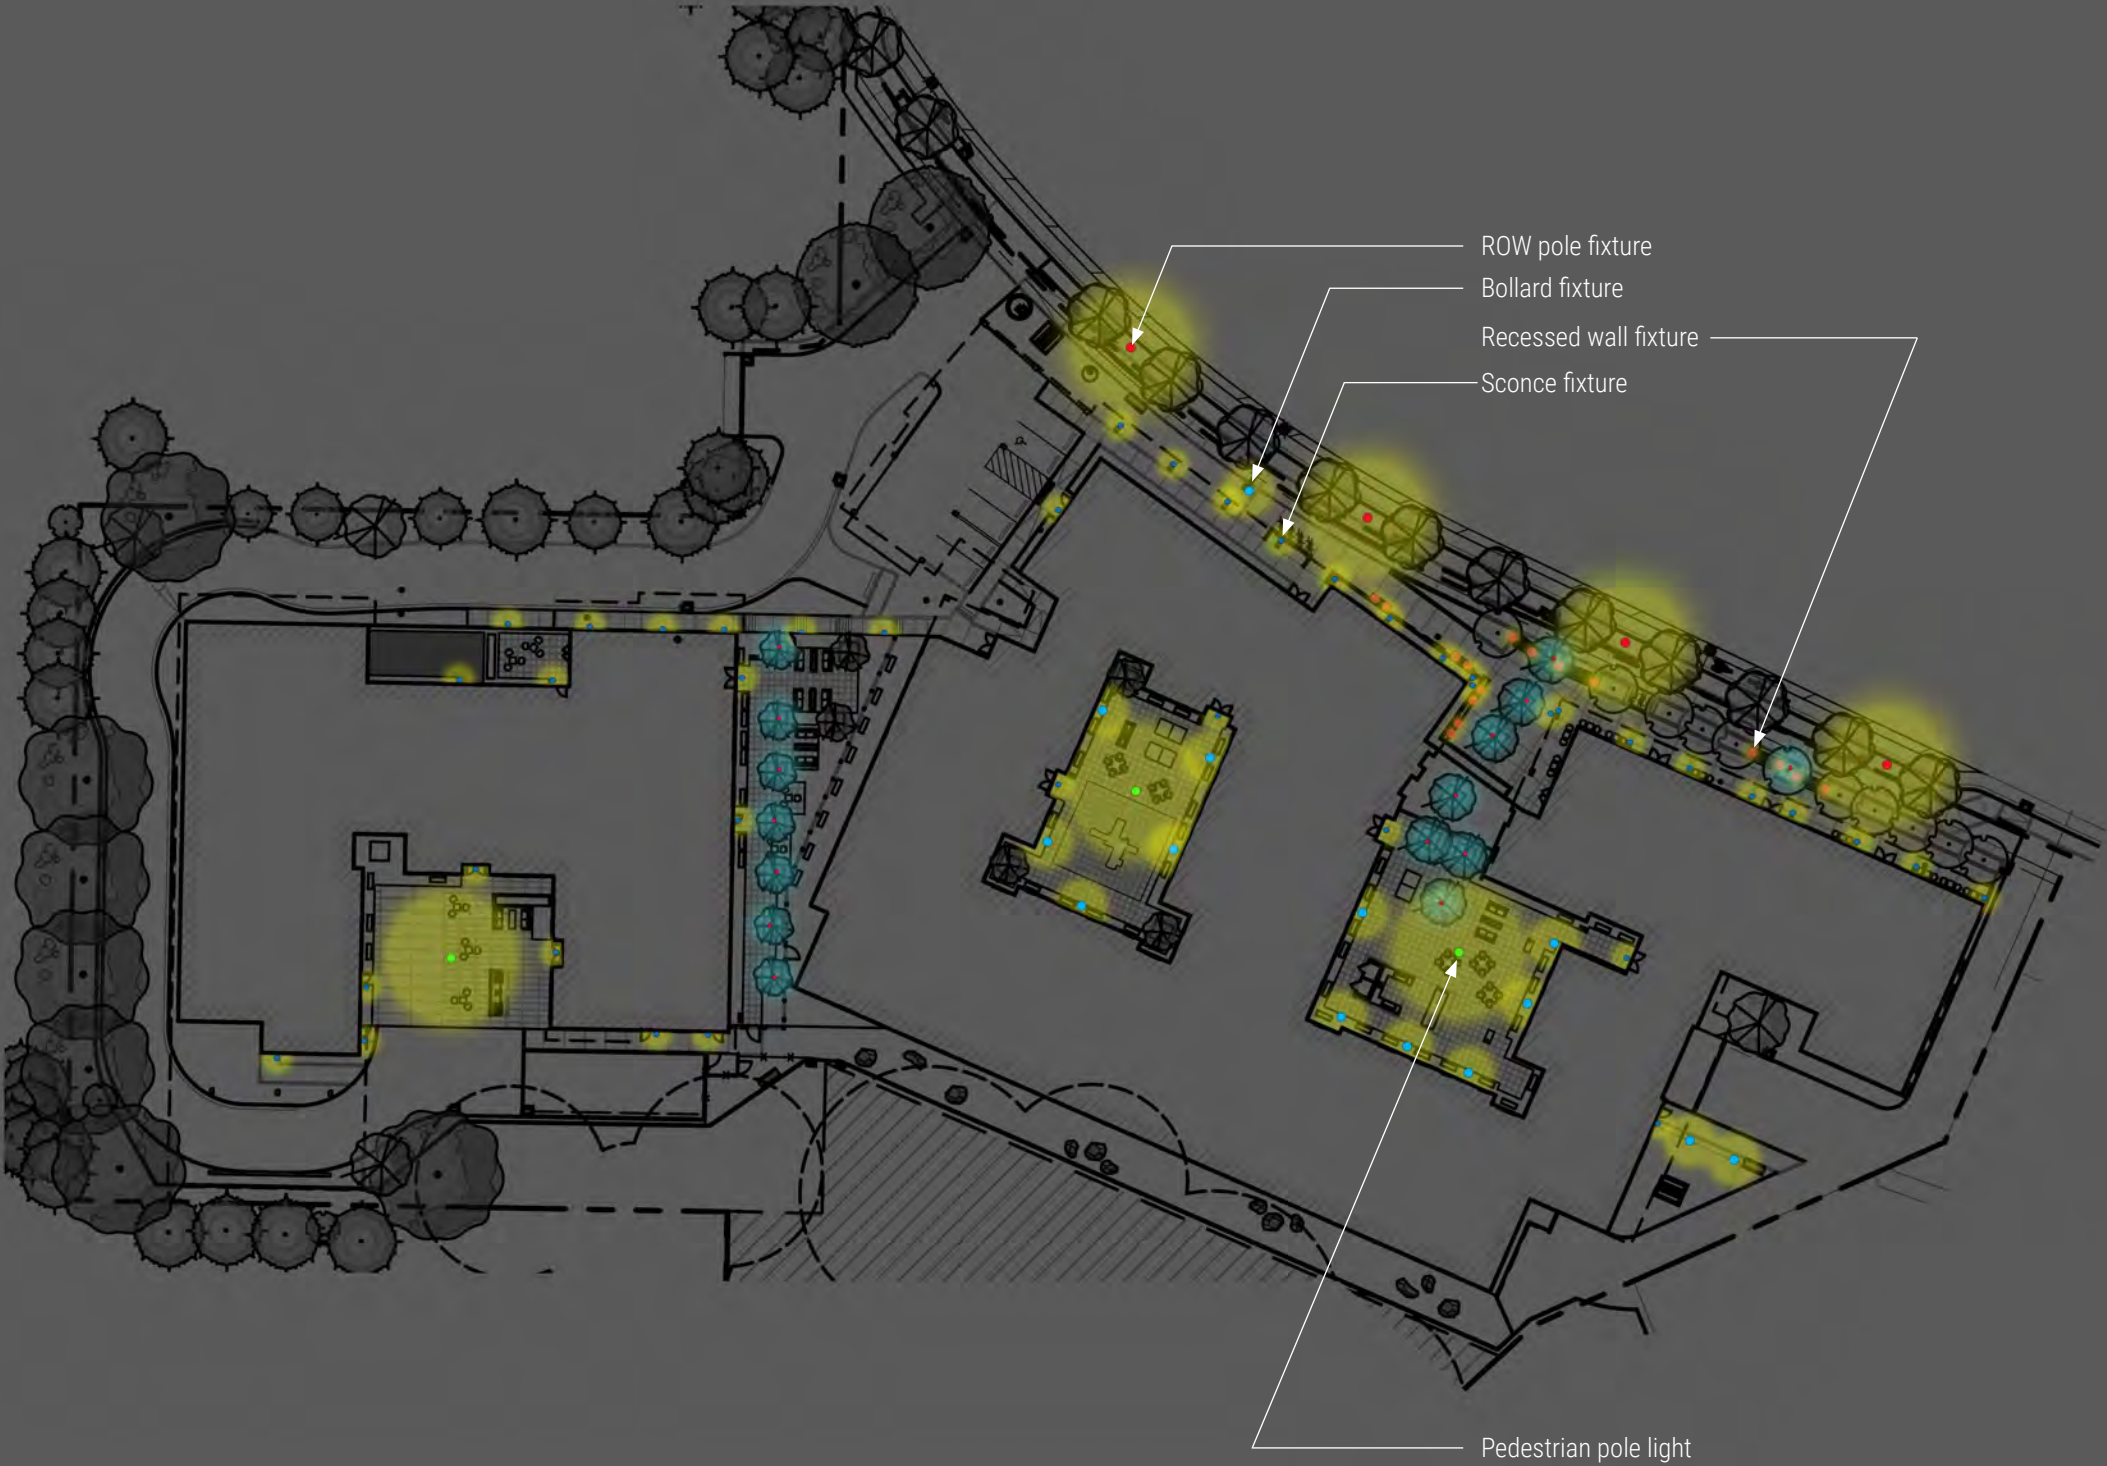 ROW pole fixture
Bollard fixture
Recessed wall fixture
Sconce fixture
Pedestrian pole light